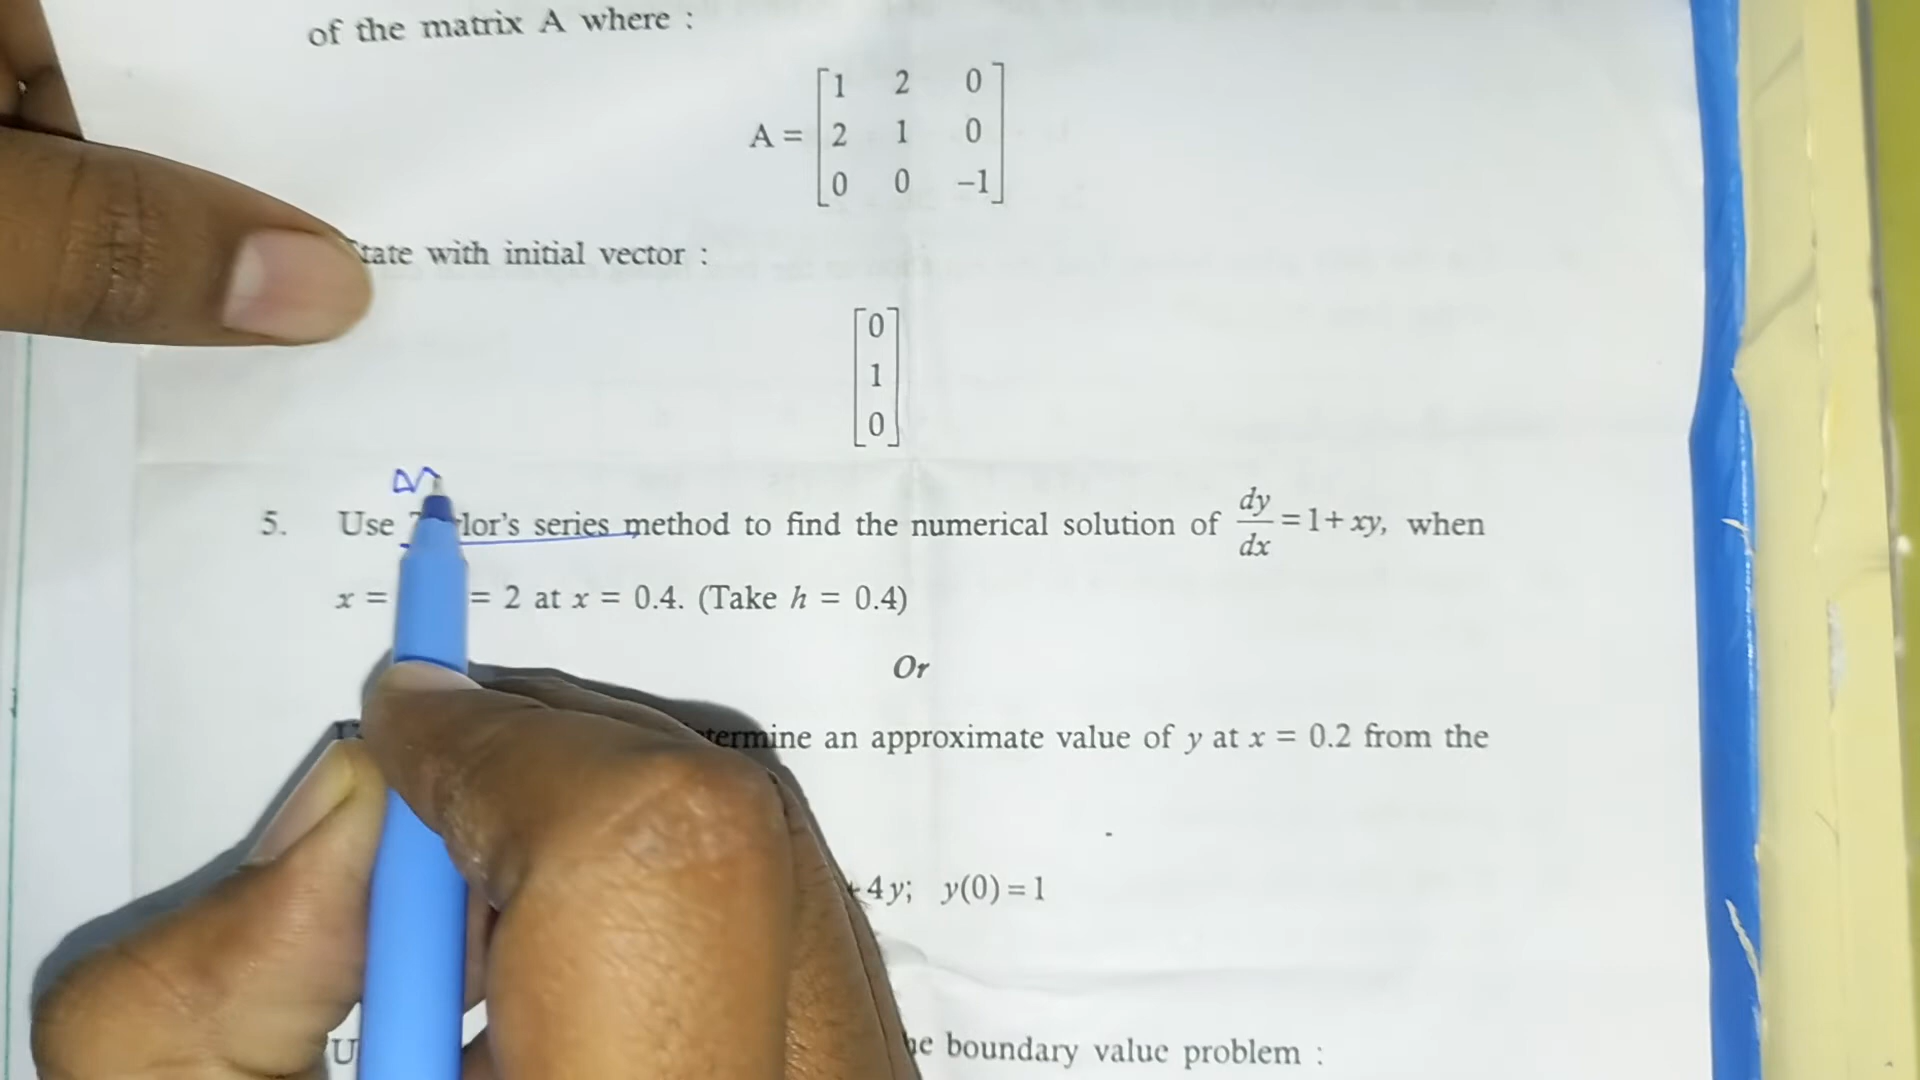 of the matrix A where :
A = [1 2 0
2 1 0
0 0 −1]
with initial vector :
[0
1
0]
5. Use lor's series method to find the numerical solution of dy/dx = 1 + xy, when
x = = 2 at x = 0.4. (Take h = 0.4)
Or
an approximate value of y at x = 0.2 from the
4y; y(0) = 1
boundary value problem :